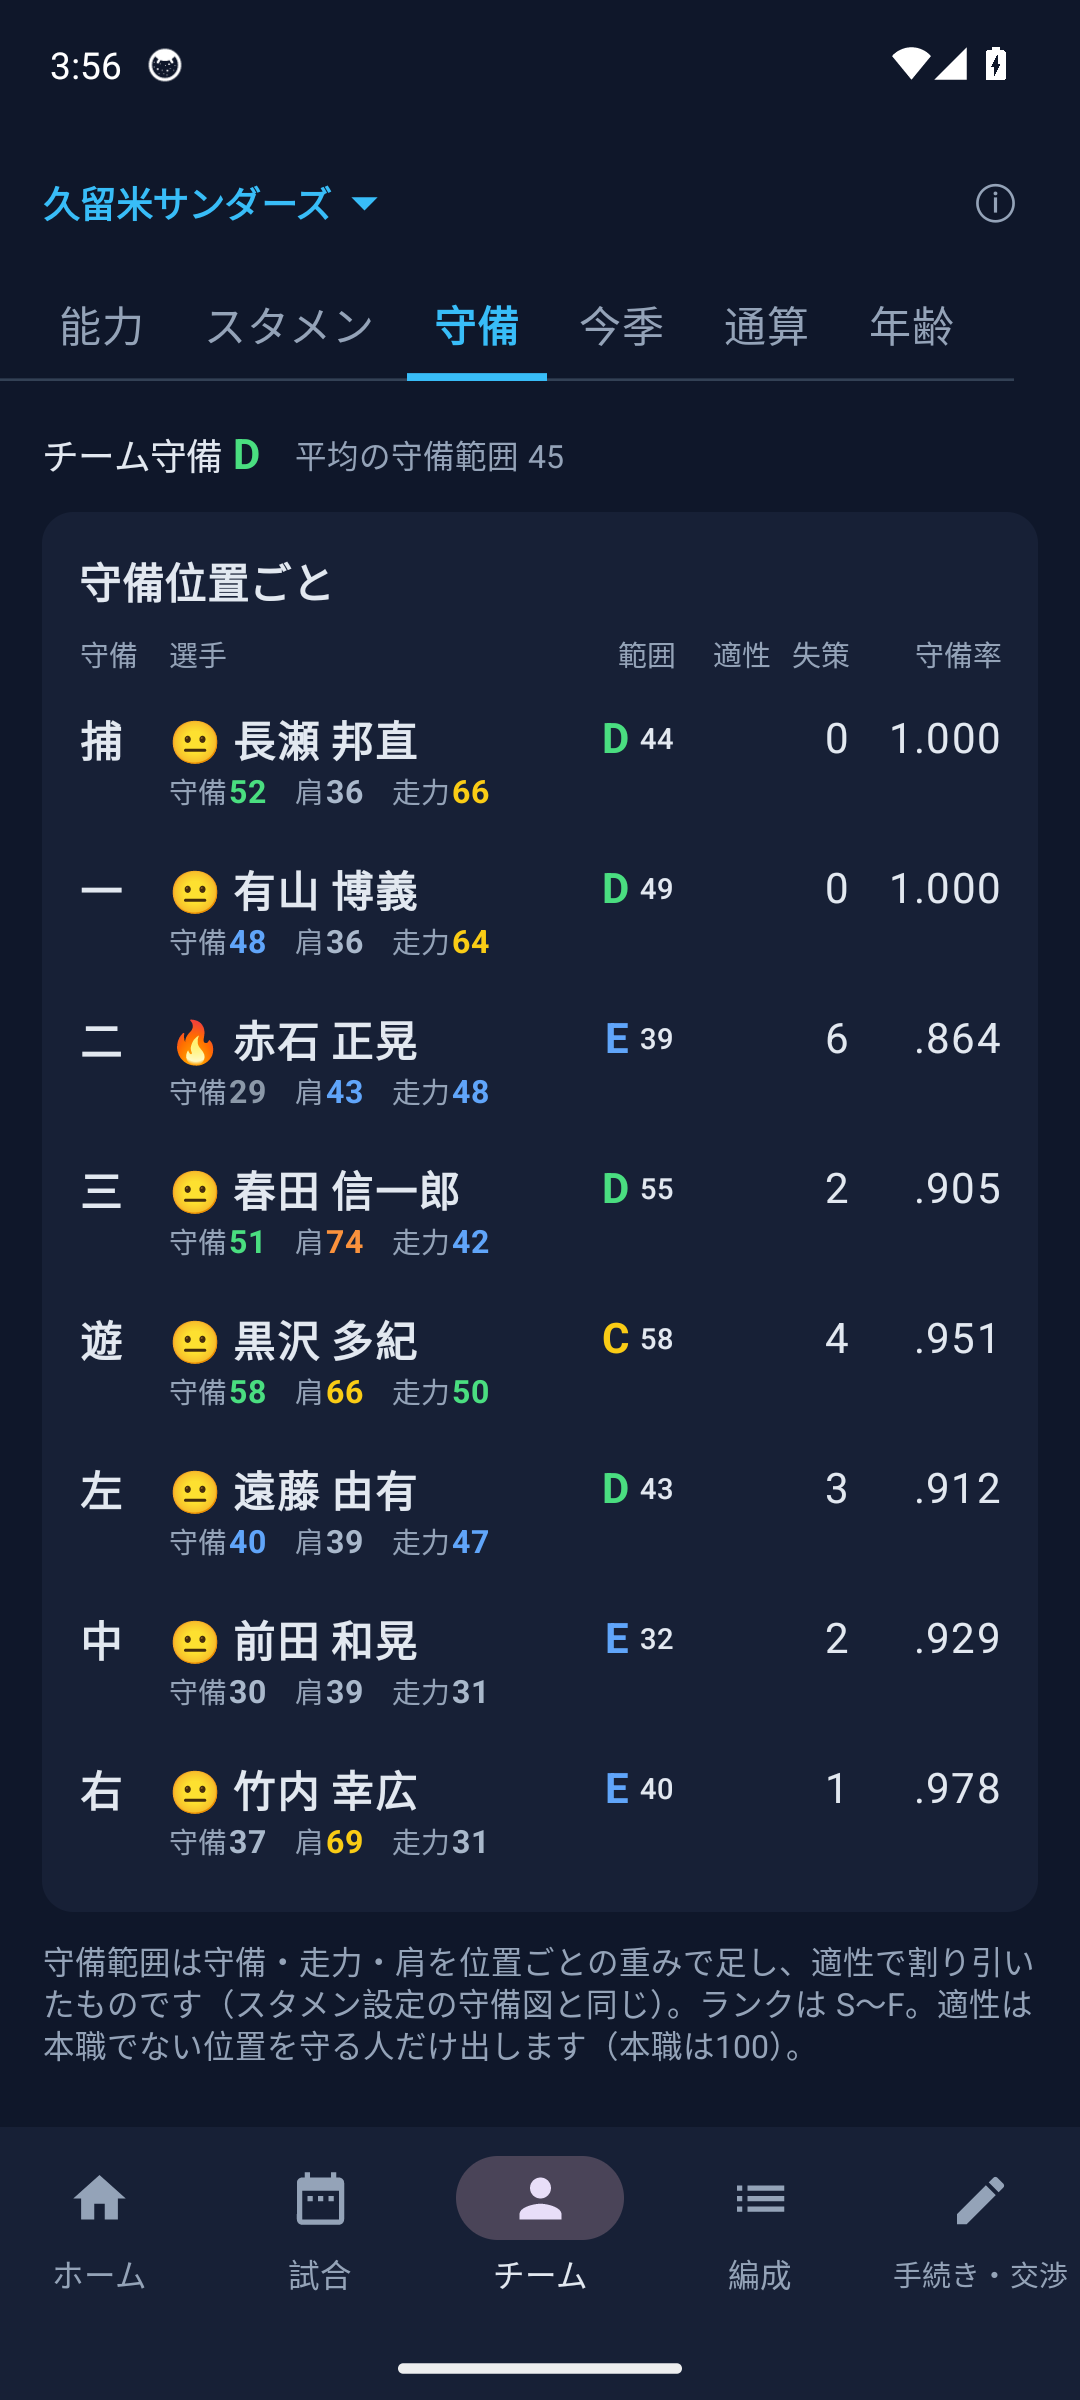 3:56
久留米サンダーズ
能力 スタメン 守備 今季 通算 年齢
チーム守備 D 平均の守備範囲 45
守備位置ごと
守備 選手 範囲 適性 失策 守備率
捕 長瀬 邦直 D 44 0 1.000
守備52 肩36 走力66
一 有山 博義 D 49 0 1.000
守備48 肩36 走力64
二 赤石 正晃 E 39 6 .864
守備29 肩43 走力48
三 春田 信一郎 D 55 2 .905
守備51 肩74 走力42
遊 黒沢 多紀 C 58 4 .951
守備58 肩66 走力50
左 遠藤 由有 D 43 3 .912
守備40 肩39 走力47
中 前田 和晃 E 32 2 .929
守備30 肩39 走力31
右 竹内 幸広 E 40 1 .978
守備37 肩69 走力31
守備範囲は守備・走力・肩を位置ごとの重みで足し、適性で割り引い
たものです（スタメン設定の守備図と同じ）。ランクは S〜F。適性は
本職でない位置を守る人だけ出します（本職は100）。
ホーム 試合 チーム 編成 手続き・交渉